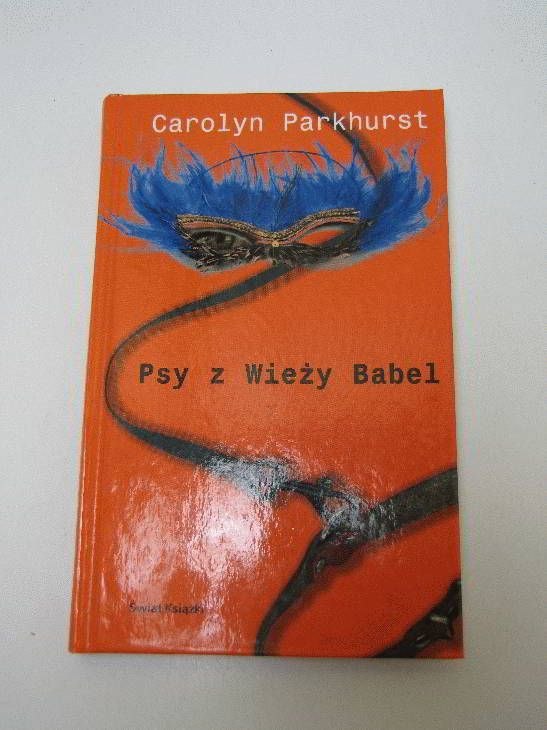 Carolyn Parkhurst
Psy z Wieży Babel
Świat Książki